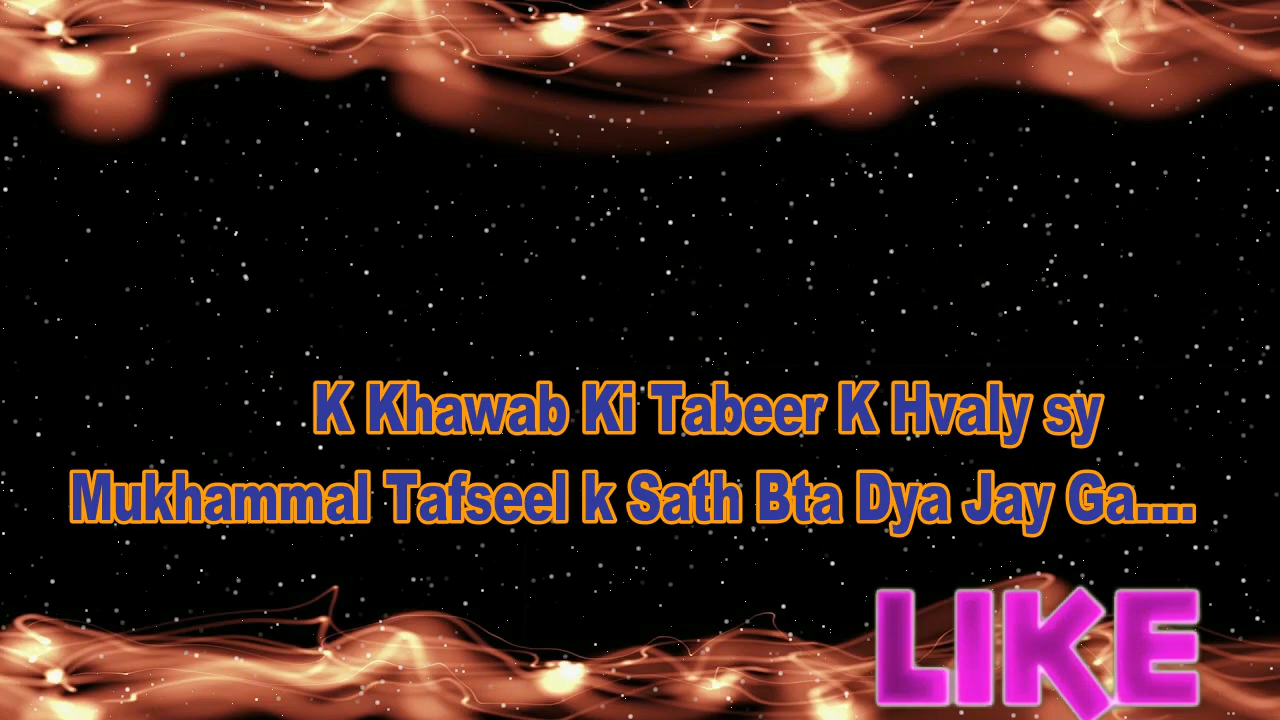 K Khawab Ki Tabeer K Hvaly sy
Mukhammal Tafseel k Sath Bta Dya Jay Ga....
LIKE